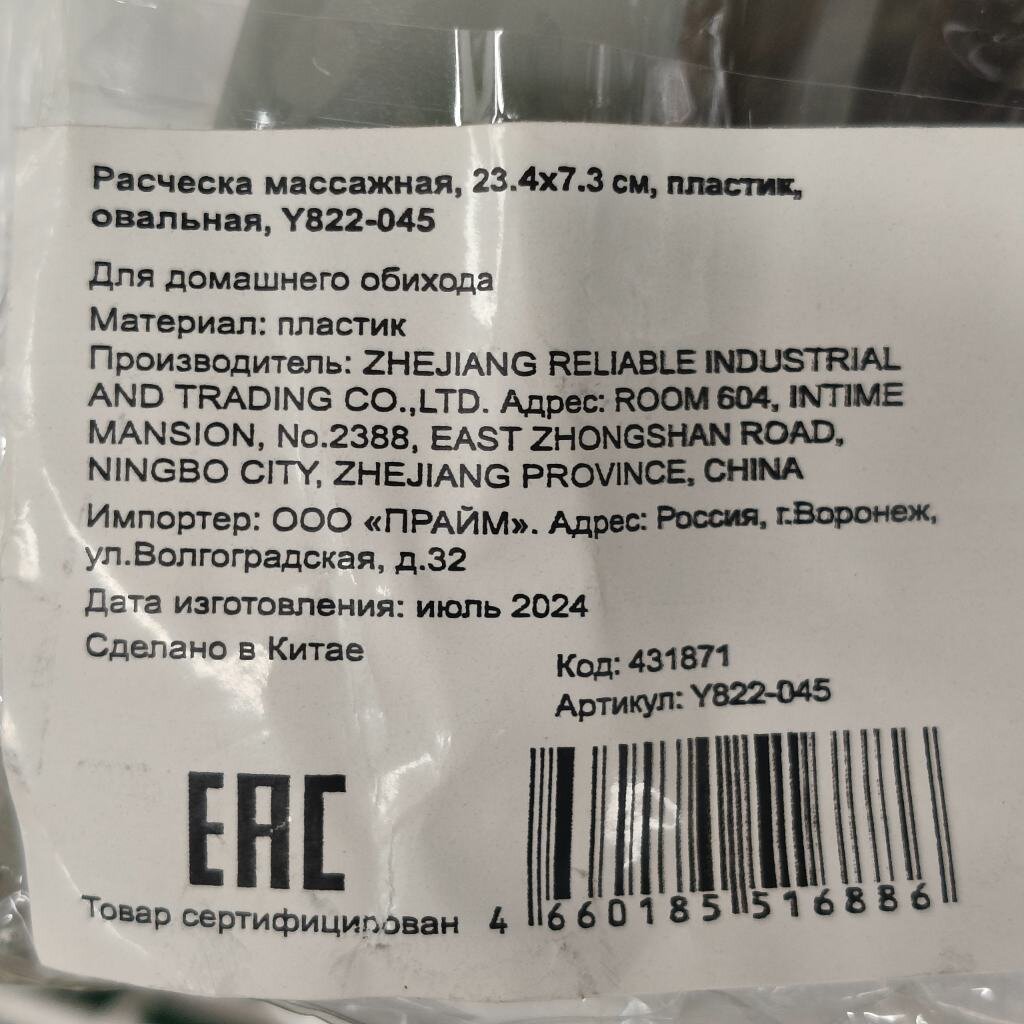 Расческа массажная, 23.4х7.3 см, пластик,
овальная, Y822-045
Для домашнего обихода
Материал: пластик
Производитель: ZHEJIANG RELIABLE INDUSTRIAL
AND TRADING CO.,LTD. Адрес: ROOM 604, INTIME
MANSION, No.2388, EAST ZHONGSHAN ROAD,
NINGBO CITY, ZHEJIANG PROVINCE, CHINA
Импортер: ООО «ПРАЙМ». Адрес: Россия, г.Воронеж,
ул.Волгоградская, д.32
Дата изготовления: июль 2024
Сделано в Китае
Код: 431871
Артикул: Y822-045
EAC
Товар сертифицирован
4 660185 516886